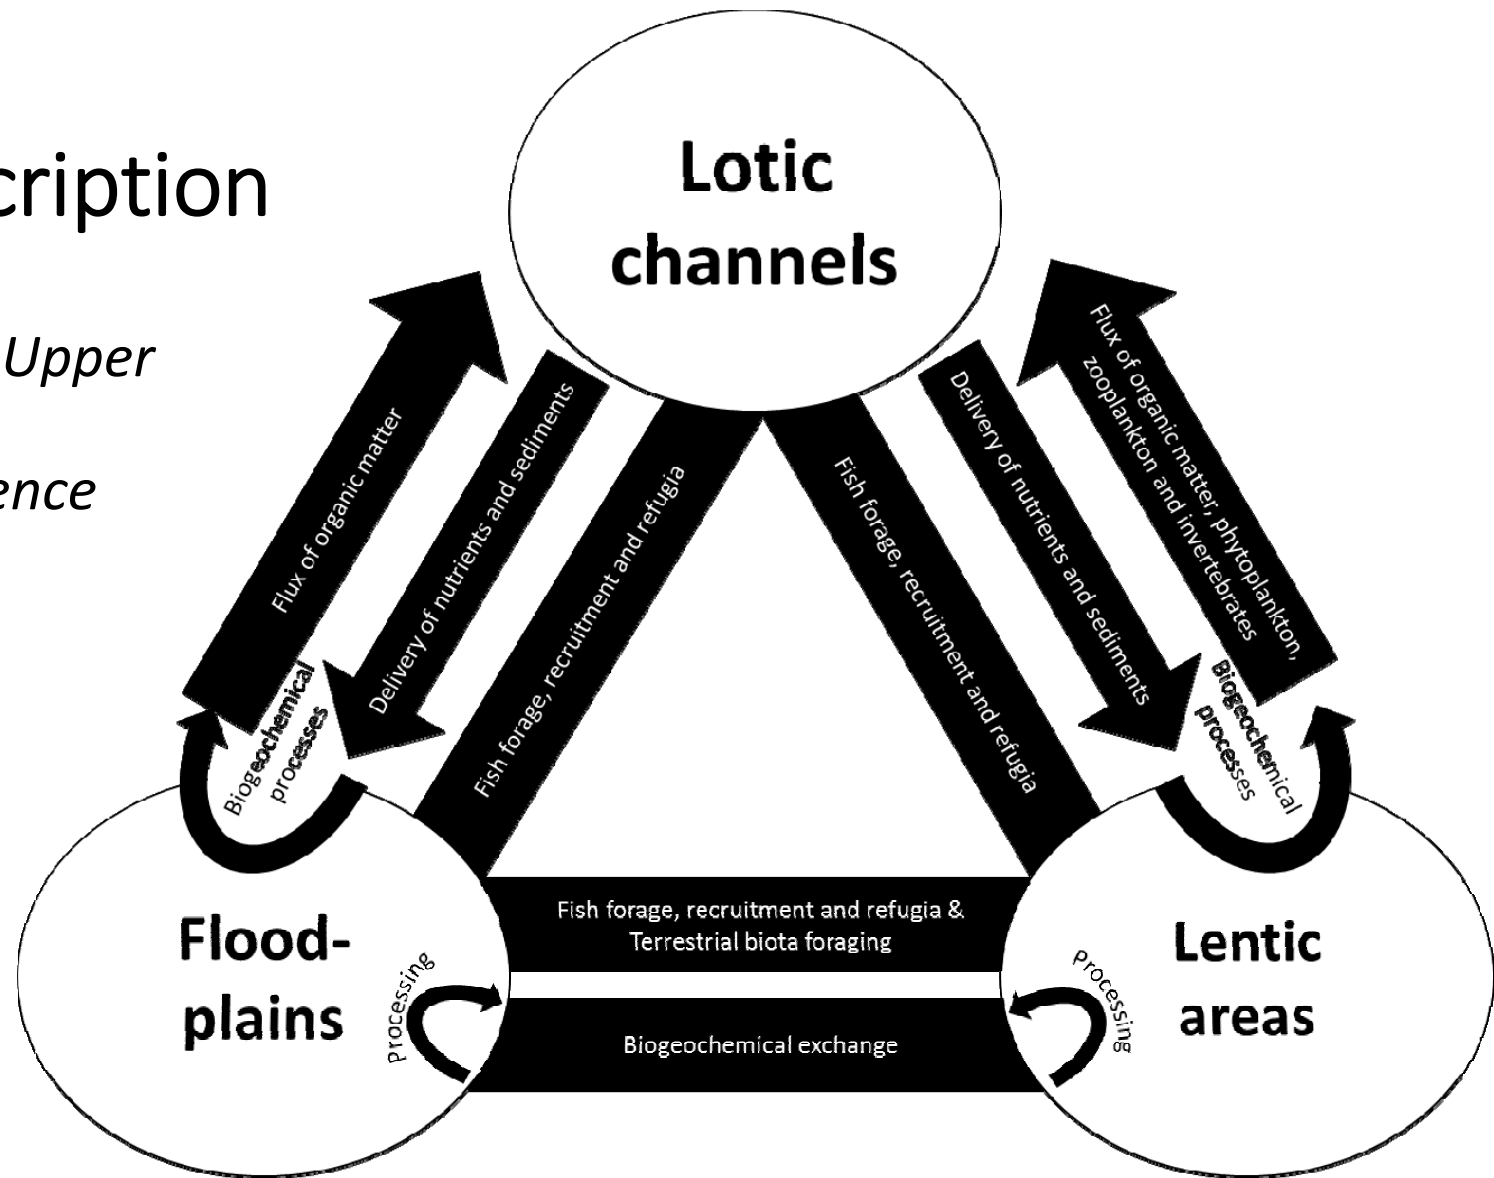 Lotic
channels
cription
Upper
ence
Flux of organic matter
Delivery of nutrients and sediments
Fish forage, recruitment and refugia
Fish forage, recruitment and refugia
Delivery of nutrients and sediments
Flux of organic matter, phytoplankton,
zooplankton and invertebrates
Biogeochemical
processes
Biogeochemical
processes
Flood-
plains
Processing
Fish forage, recruitment and refugia &
Terrestrial biota foraging
Biogeochemical exchange
Processing
Lentic
areas